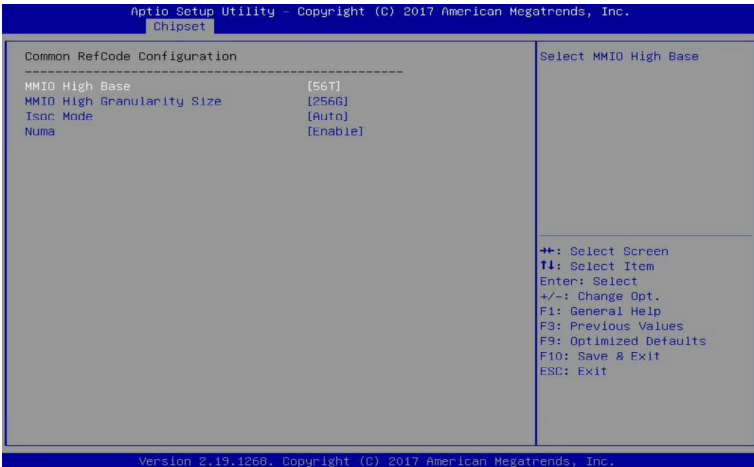 Aptio Setup Utility – Copyright (C) 2017 American Megatrends, Inc.
Chipset
Common RefCode Configuration
------------------------------------------------
MMIO High Base [56T]
MMIO High Granularity Size [256G]
Isoc Mode [Auto]
Numa [Enable]
Select MMIO High Base
→←: Select Screen
↑↓: Select Item
Enter: Select
+/-: Change Opt.
F1: General Help
F3: Previous Values
F9: Optimized Defaults
F10: Save & Exit
ESC: Exit
Version 2.19.1268. Copyright (C) 2017 American Megatrends, Inc.